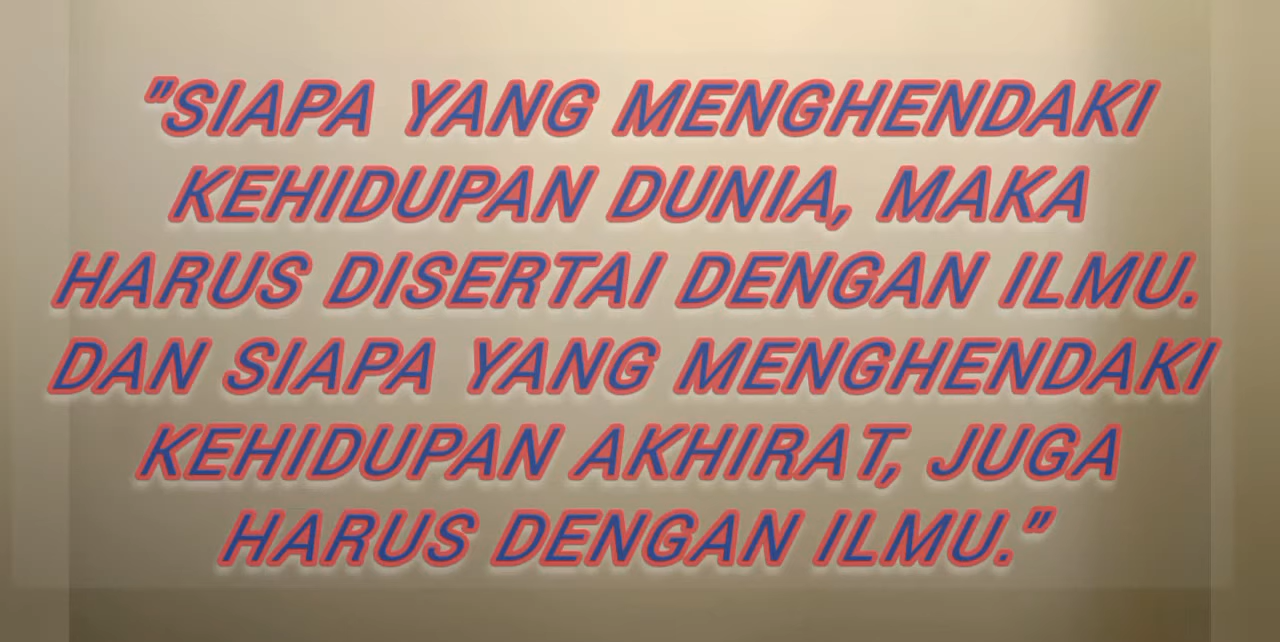 "SIAPA YANG MENGHENDAKI
KEHIDUPAN DUNIA, MAKA
HARUS DISERTAI DENGAN ILMU.
DAN SIAPA YANG MENGHENDAKI
KEHIDUPAN AKHIRAT, JUGA
HARUS DENGAN ILMU."